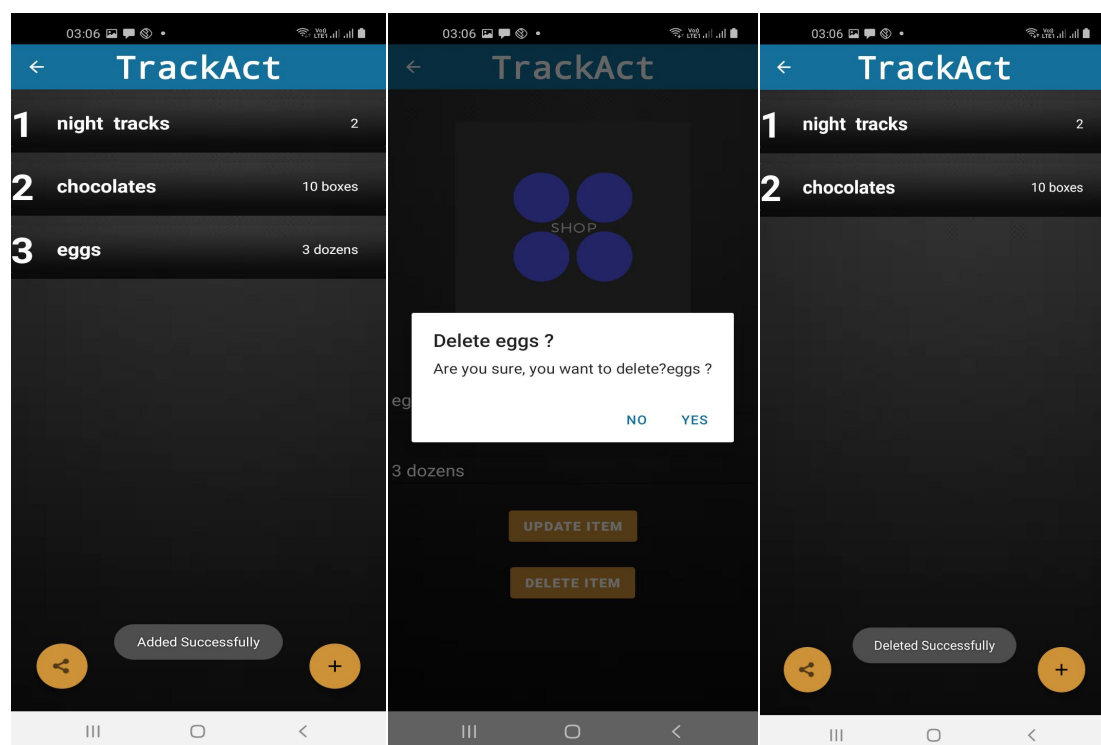 03:06
TrackAct
1 night tracks 2
2 chocolates 10 boxes
3 eggs 3 dozens
Added Successfully
03:06
TrackAct
SHOP
Delete eggs ?
Are you sure, you want to delete?eggs ?
NO YES
eg
3 dozens
UPDATE ITEM
DELETE ITEM
03:06
TrackAct
1 night tracks 2
2 chocolates 10 boxes
Deleted Successfully